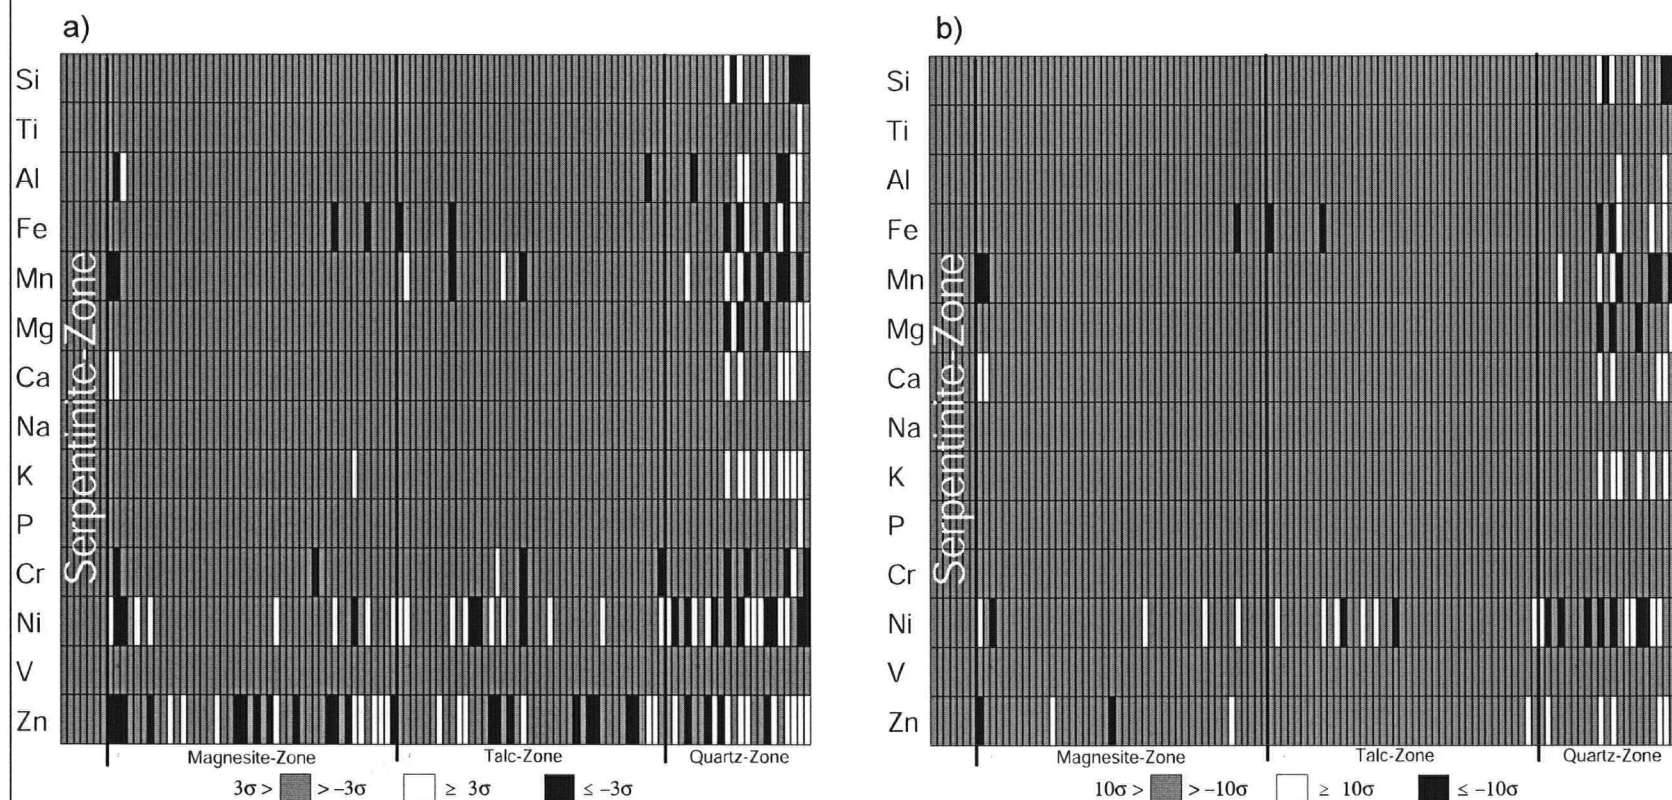 a)
Si
Ti
Al
Fe
Mn
Mg
Ca
Na
K
P
Cr
Ni
V
Zn
Serpentinite-Zone
Magnesite-Zone Talc-Zone Quartz-Zone
3σ > > −3σ ≥ 3σ ≤ −3σ
b)
Si
Ti
Al
Fe
Mn
Mg
Ca
Na
K
P
Cr
Ni
V
Zn
Serpentinite-Zone
Magnesite-Zone Talc-Zone Quartz-Zone
10σ > > −10σ ≥ 10σ ≤ −10σ